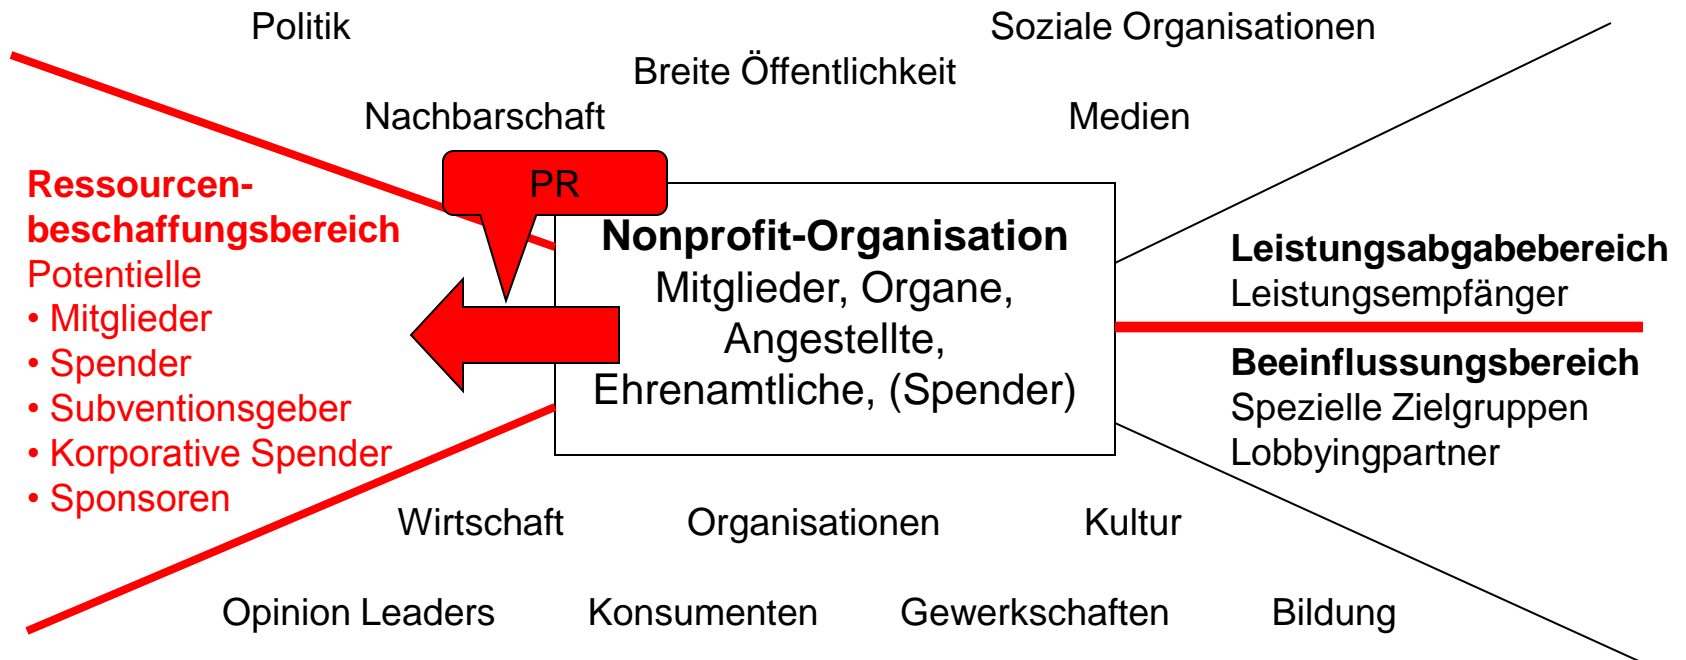 Politik
Soziale Organisationen
Breite Öffentlichkeit
Nachbarschaft
Medien
PR
Ressourcen-
beschaffungsbereich
Potentielle
• Mitglieder
• Spender
• Subventionsgeber
• Korporative Spender
• Sponsoren
Nonprofit-Organisation
Mitglieder, Organe,
Angestellte,
Ehrenamtliche, (Spender)
Leistungsabgabebereich
Leistungsempfänger
Beeinflussungsbereich
Spezielle Zielgruppen
Lobbyingpartner
Wirtschaft
Organisationen
Kultur
Opinion Leaders
Konsumenten
Gewerkschaften
Bildung